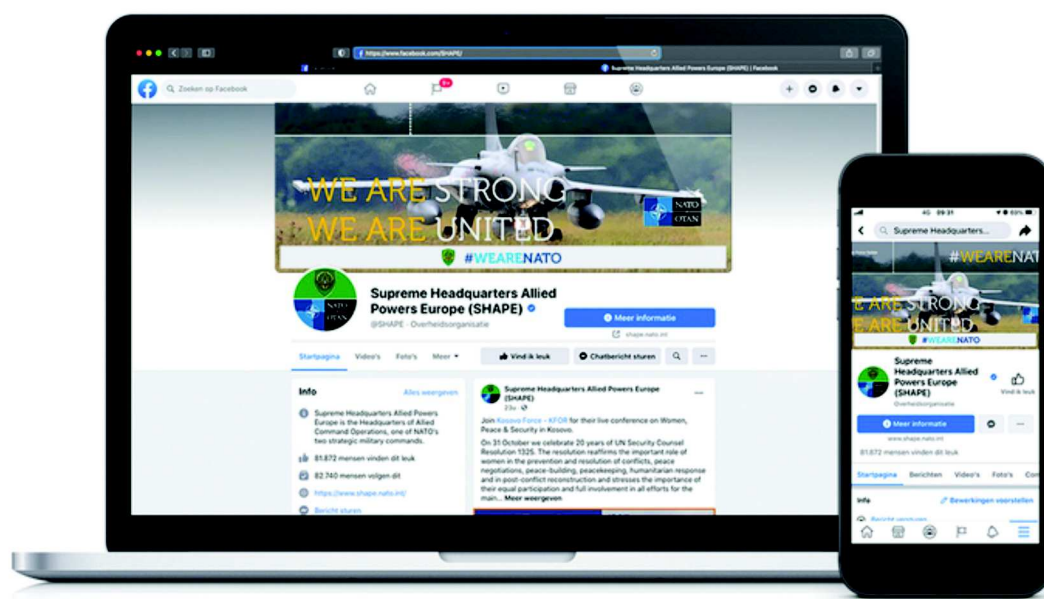 https://www.facebook.com/SHAPE/
Supreme Headquarters Allied Powers Europe (SHAPE) | Facebook
Zoeken op Facebook
9+
WE ARE STRONG
WE ARE UNITED
NATO
OTAN
#WEARENATO
NATO
OTAN
Supreme Headquarters Allied
Powers Europe (SHAPE)
@SHAPE · Overheidsorganisatie
Meer informatie
shape.nato.int
Startpagina Video's Foto's Meer
Vind ik leuk
Chatbericht sturen
Info
Alles weergeven
Supreme Headquarters Allied Powers
Europe is the Headquarters of Allied
Command Operations, one of NATO's
two strategic military commands.
81.872 mensen vinden dit leuk
82.740 mensen volgen dit
https://www.shape.nato.int/
Bericht sturen
Supreme Headquarters Allied Powers Europe
(SHAPE)
23u
Join Kosovo Force - KFOR for their live conference on Women,
Peace & Security in Kosovo.
On 31 October we celebrate 20 years of UN Security Counsel
Resolution 1325. The resolution reaffirms the important role of
women in the prevention and resolution of conflicts, peace
negotiations, peace-building, peacekeeping, humanitarian response
and in post-conflict reconstruction and stresses the importance of
their equal participation and full involvement in all efforts for the
main... Meer weergeven
4G 09:31
Supreme Headquarters...
#WEARENAT
E ARE STRONG
E ARE UNITED
#WEARENATO
Supreme
Headquarters Allied
Powers Europe
(SHAPE)
Overheidsorganisatie
Vind ik leuk
Meer informatie
www.shape.nato.int
81.872 mensen vinden dit leuk
Startpagina Berichten Video's Foto's
Info
Bewerkingen voorstellen